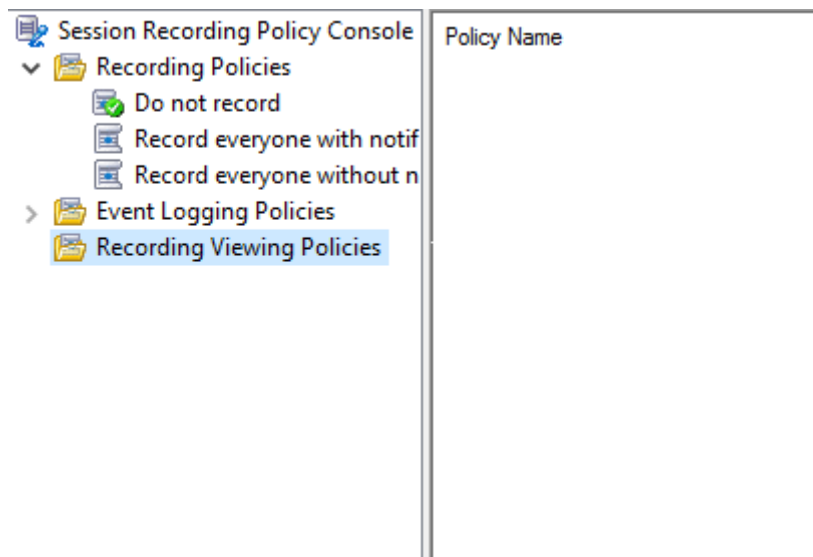 Session Recording Policy Console
Recording Policies
Do not record
Record everyone with notif
Record everyone without n
Event Logging Policies
Recording Viewing Policies
Policy Name